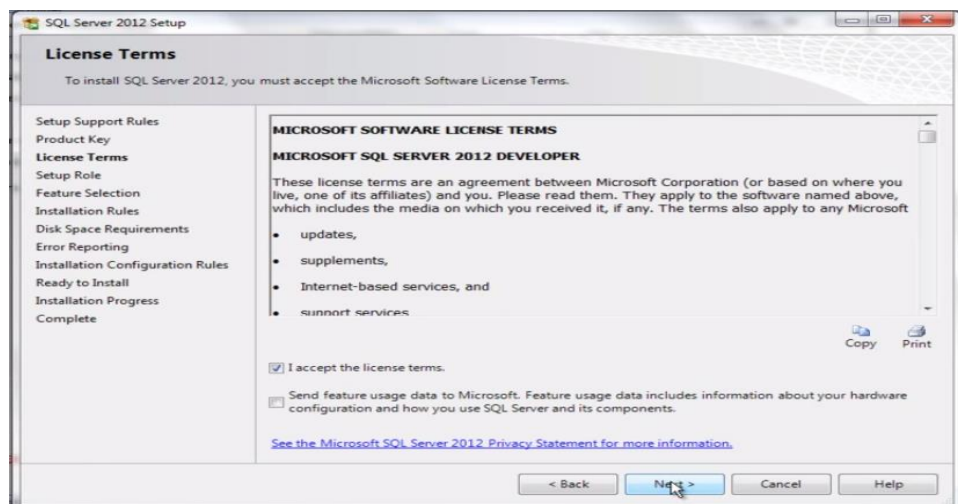 SQL Server 2012 Setup
License Terms
To install SQL Server 2012, you must accept the Microsoft Software License Terms.
Setup Support Rules
Product Key
License Terms
Setup Role
Feature Selection
Installation Rules
Disk Space Requirements
Error Reporting
Installation Configuration Rules
Ready to Install
Installation Progress
Complete
MICROSOFT SOFTWARE LICENSE TERMS
MICROSOFT SQL SERVER 2012 DEVELOPER
These license terms are an agreement between Microsoft Corporation (or based on where you
live, one of its affiliates) and you. Please read them. They apply to the software named above,
which includes the media on which you received it, if any. The terms also apply to any Microsoft
• updates,
• supplements,
• Internet-based services, and
• support services
Copy Print
I accept the license terms.
Send feature usage data to Microsoft. Feature usage data includes information about your hardware
configuration and how you use SQL Server and its components.
See the Microsoft SQL Server 2012 Privacy Statement for more information.
< Back Next > Cancel Help